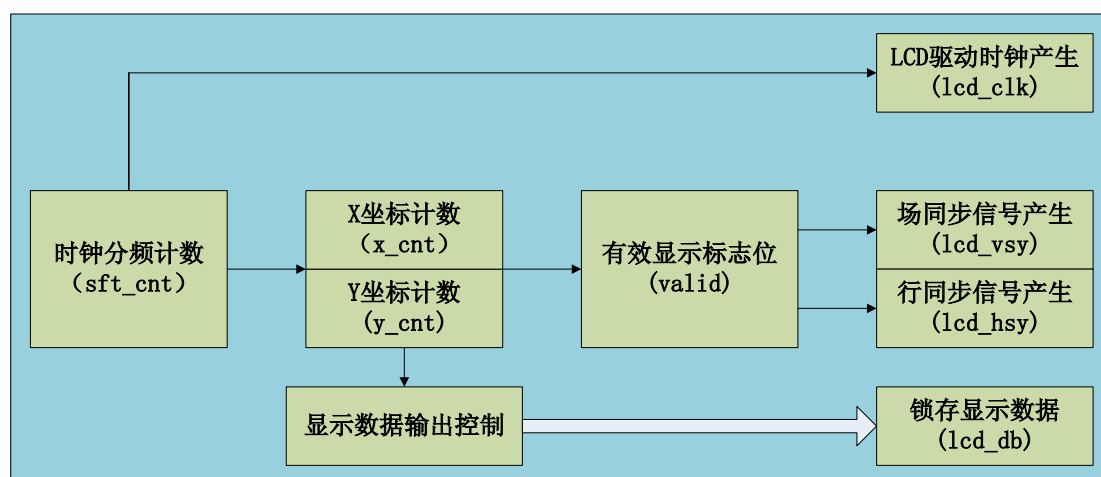 LCD驱动时钟产生
(lcd_clk)
时钟分频计数
（sft_cnt）
X坐标计数
（x_cnt）
Y坐标计数
(y_cnt)
有效显示标志位
(valid)
场同步信号产生
(lcd_vsy)
行同步信号产生
(lcd_hsy)
显示数据输出控制
锁存显示数据
(lcd_db)